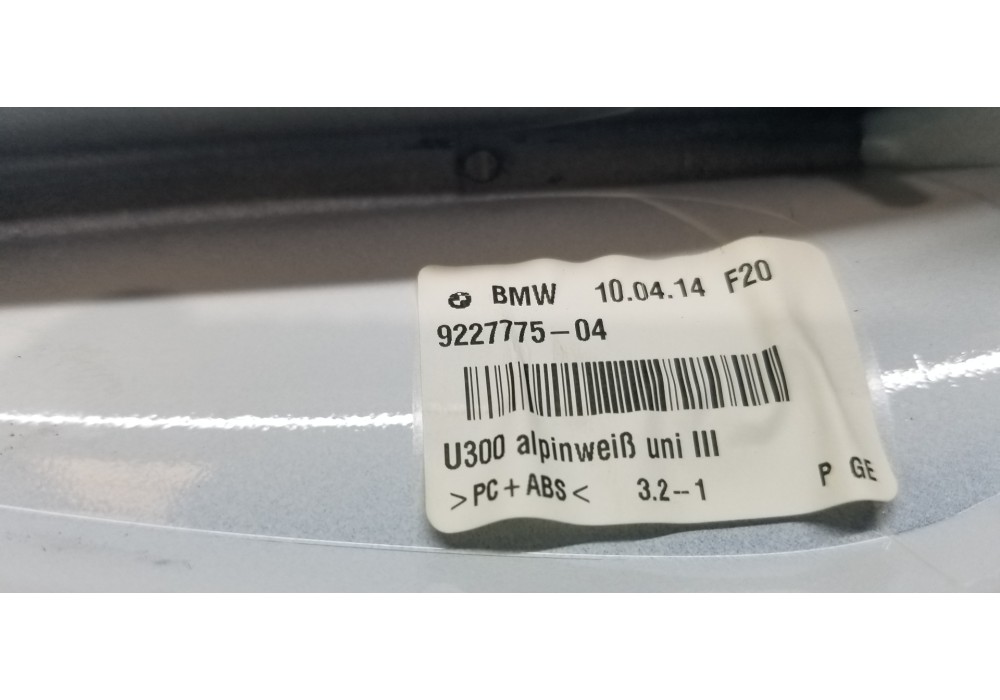 BMW 10.04.14 F20
9227775-04
U300 alpinweiß uni III
>PC+ABS< 3.2--1 P GE